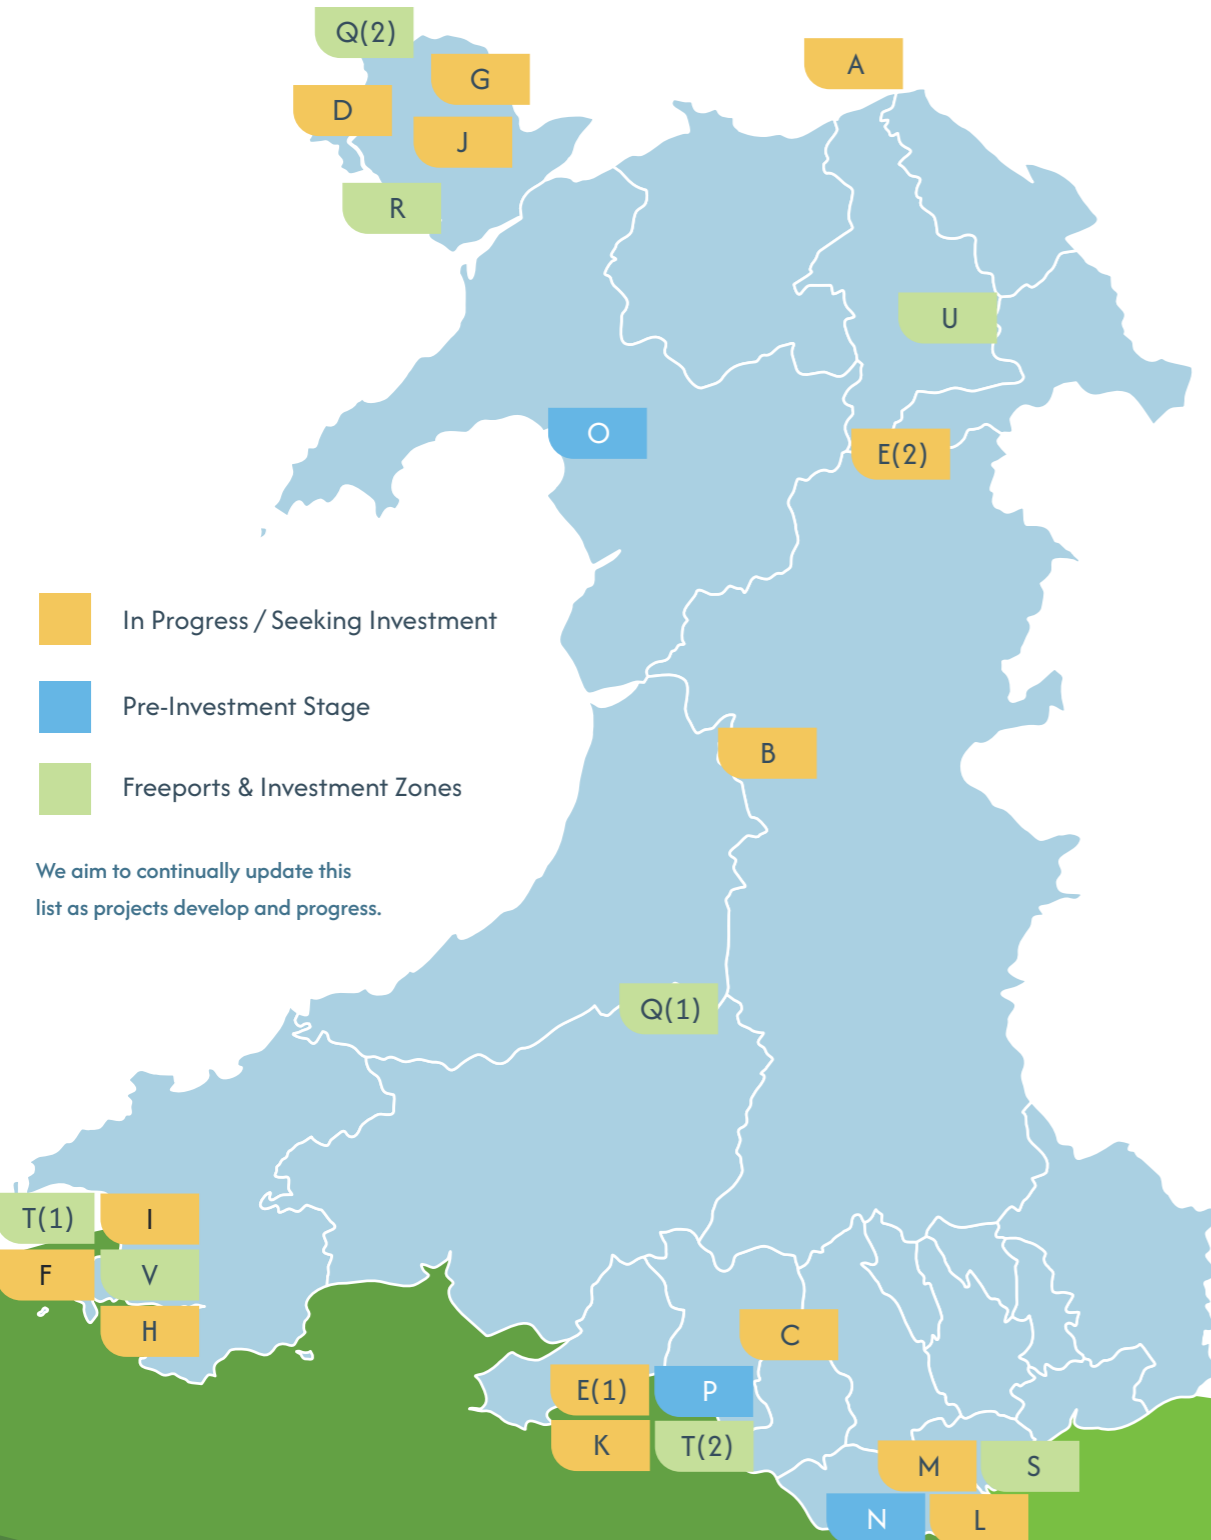 Q(2)
A
G
D
J
R
U
O
E(2)
In Progress / Seeking Investment
Pre-Investment Stage
B
Freeports & Investment Zones
We aim to continually update this
list as projects develop and progress.
Q(1)
T(1) I
F V
H
C
E(1) P
K T(2)
M S
N L